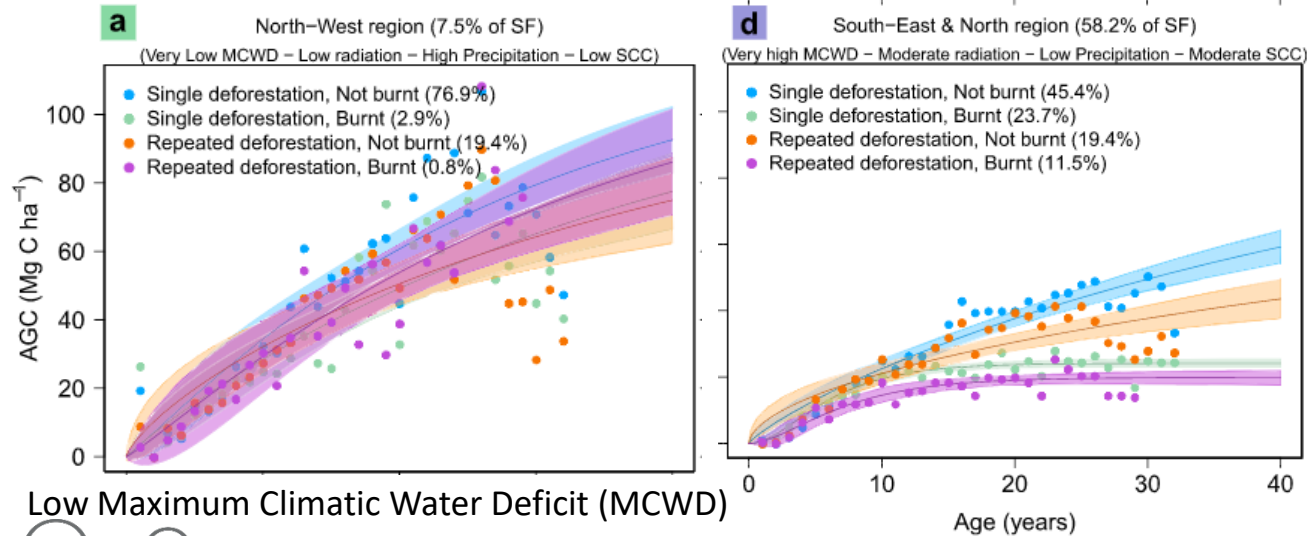 a
North−West region (7.5% of SF)
(Very Low MCWD − Low radiation − High Precipitation − Low SCC)
Single deforestation, Not burnt (76.9%)
Single deforestation, Burnt (2.9%)
Repeated deforestation, Not burnt (19.4%)
Repeated deforestation, Burnt (0.8%)
AGC (Mg C ha⁻¹)
100
80
60
40
20
0
d
South−East & North region (58.2% of SF)
(Very high MCWD − Moderate radiation − Low Precipitation − Moderate SCC)
Single deforestation, Not burnt (45.4%)
Single deforestation, Burnt (23.7%)
Repeated deforestation, Not burnt (19.4%)
Repeated deforestation, Burnt (11.5%)
0 10 20 30 40
Age (years)
Low Maximum Climatic Water Deficit (MCWD)